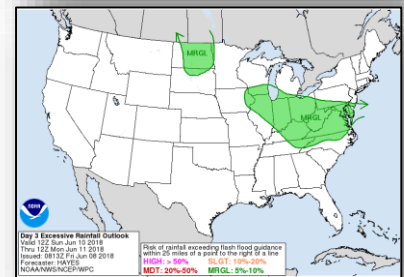 MRGL
MRGL
NOAA
Day 3 Excessive Rainfall Outlook
Valid 12Z Sun Jun 10 2018
Thru 12Z Mon Jun 11 2018
Issued: 0813Z Fri Jun 08 2018
Forecaster: HAYES
NOAA/NWS/NCEP/WPC
Risk of rainfall exceeding flash flood guidance
within 25 miles of a point to the right of a line
HIGH: > 50% SLGT: 10%-20%
MDT: 20%-50% MRGL: 5%-10%